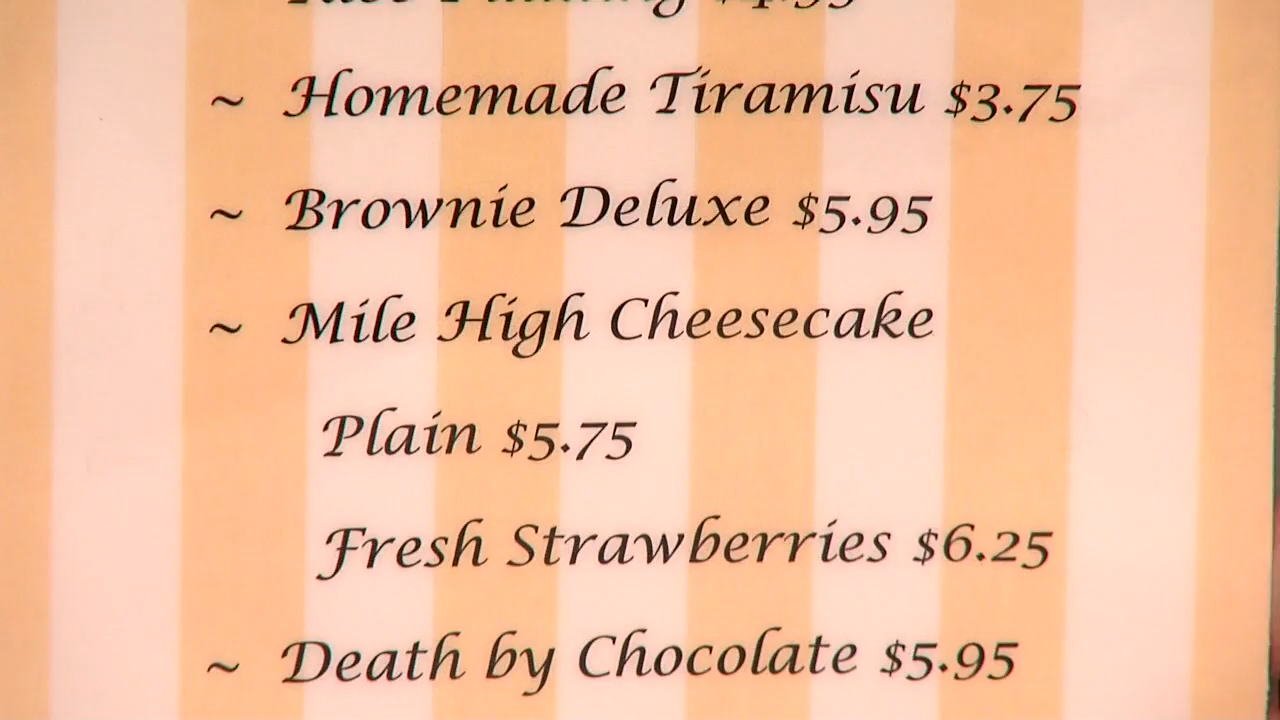 ~ Homemade Tiramisu $3.75
~ Brownie Deluxe $5.95
~ Mile High Cheesecake
Plain $5.75
Fresh Strawberries $6.25
~ Death by Chocolate $5.95